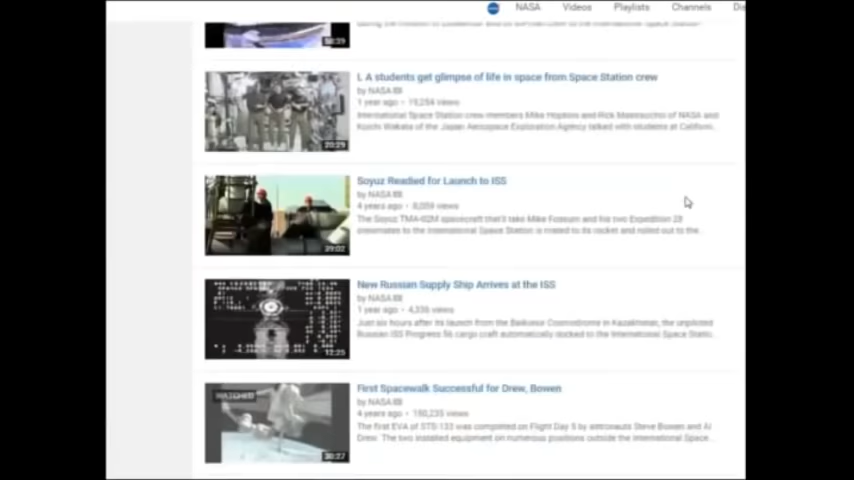 NASA Videos Playlists Channels
L A students get glimpse of life in space from Space Station crew
by NASA
1 year ago • 19,254 views
International Space Station crew members Mike Hopkins and Rick Mastracchio of NASA and
Koichi Wakata of the Japan Aerospace Exploration Agency talked with students at Californi..
20:29
Soyuz Readied for Launch to ISS
by NASA
4 years ago • 8,059 views
The Soyuz TMA-02M spacecraft that'll take Mike Fossum and his two Expedition 28
crewmates to the International Space Station is mated to its rocket and rolled out to the...
39:02
New Russian Supply Ship Arrives at the ISS
by NASA
1 year ago • 4,336 views
Just six hours after its launch from the Baikonur Cosmodrome in Kazakhstan, the unpiloted
Russian ISS Progress 56 cargo craft automatically docked to the International Space Static..
12:25
First Spacewalk Successful for Drew, Bowen
WATCHED
by NASA
4 years ago • 150,235 views
The first EVA of STS-133 was completed on Flight Day 5 by astronauts Steve Bowen and Al
Drew. The two installed equipment on numerous positions outside the International Space...
30:27